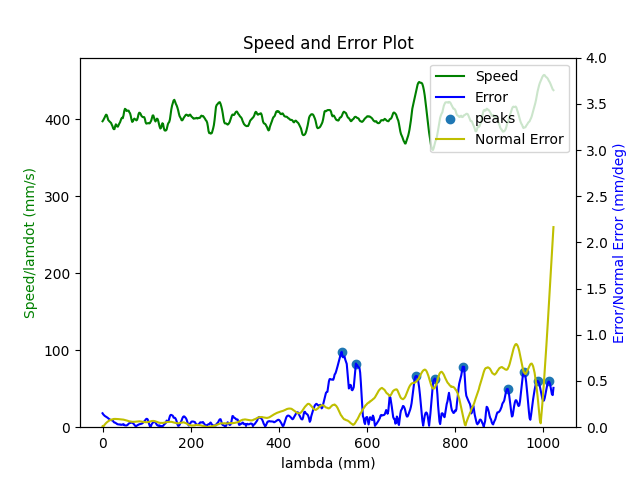 Speed and Error Plot
Speed
Error
peaks
Normal Error
Speed/lamdot (mm/s)
400
300
200
100
0
4.0
3.5
3.0
2.5
2.0
1.5
1.0
0.5
0.0
Error/Normal Error (mm/deg)
0
200
400
600
800
1000
lambda (mm)